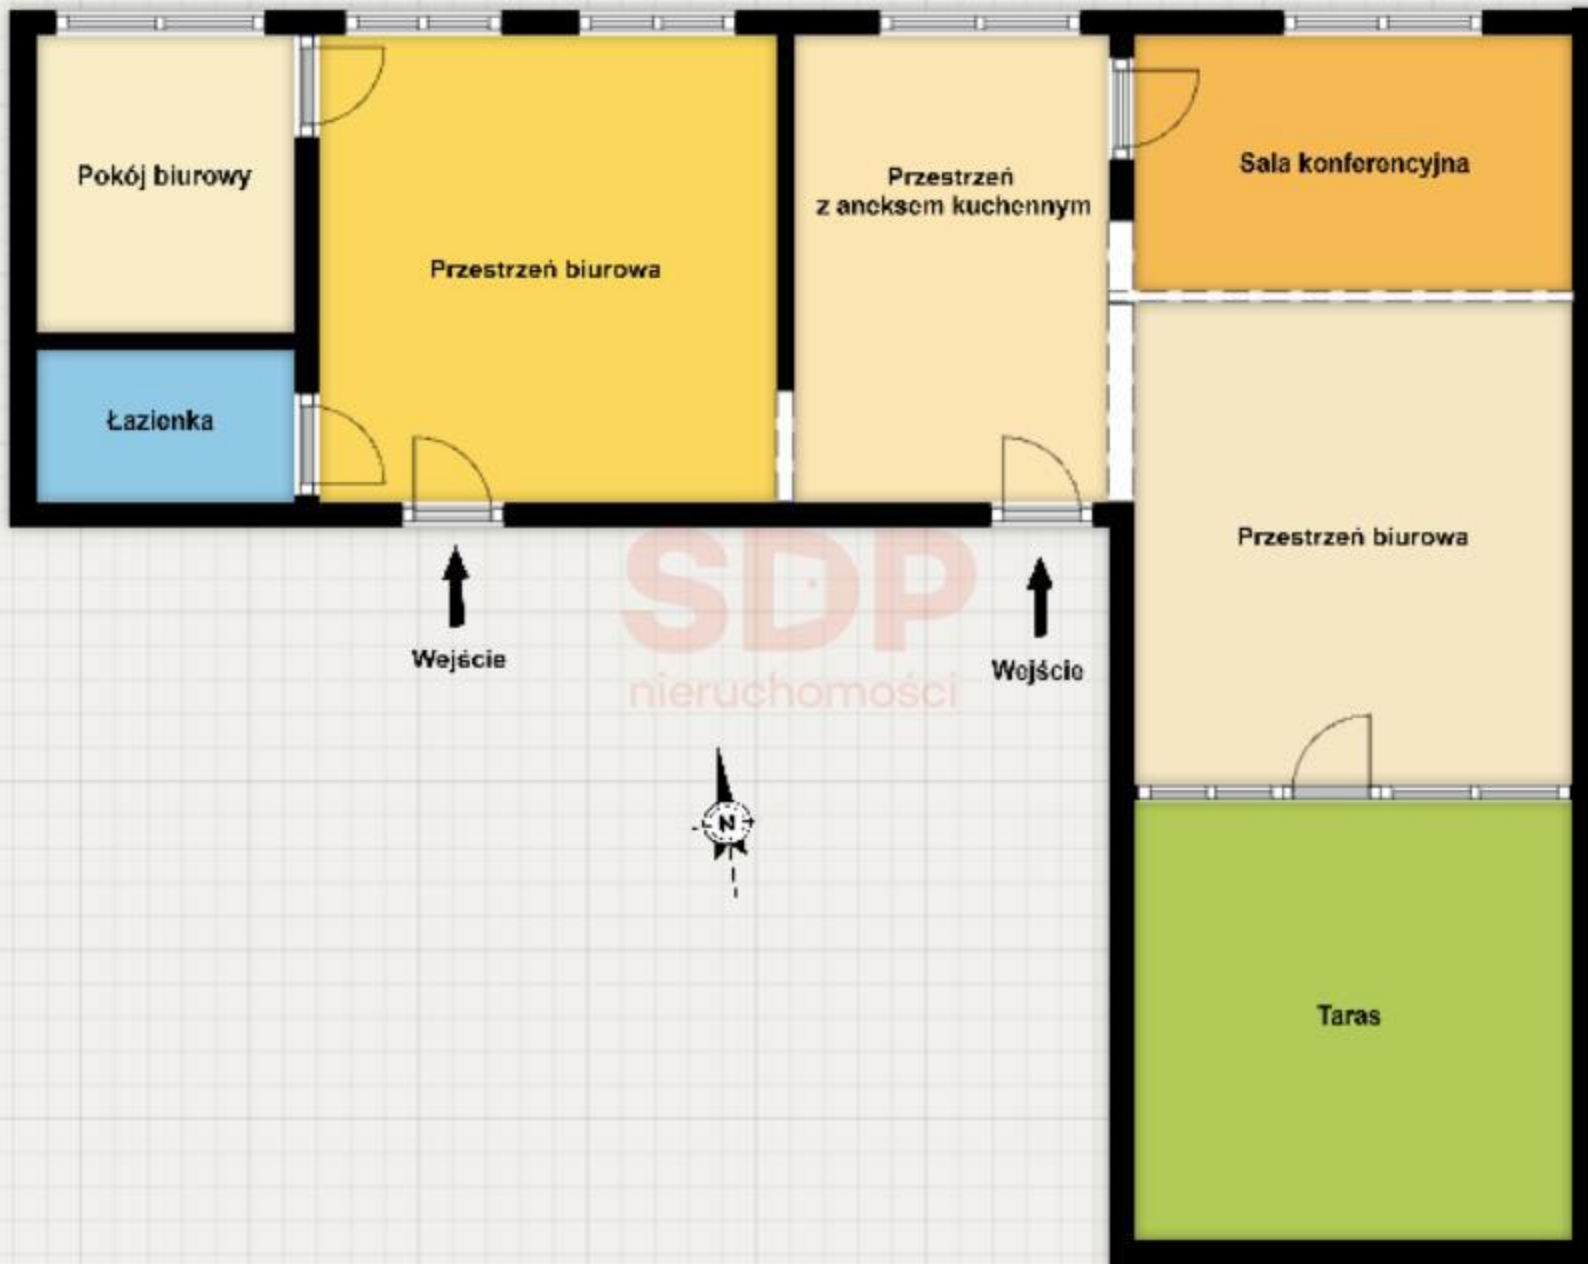 Pokój biurowy
Przestrzeń biurowa
Przestrzeń
z aneksem kuchennym
Sala konferencyjna
Łazienka
Przestrzeń biurowa
SDP
nieruchomości
Wejście
Wejście
N
Taras